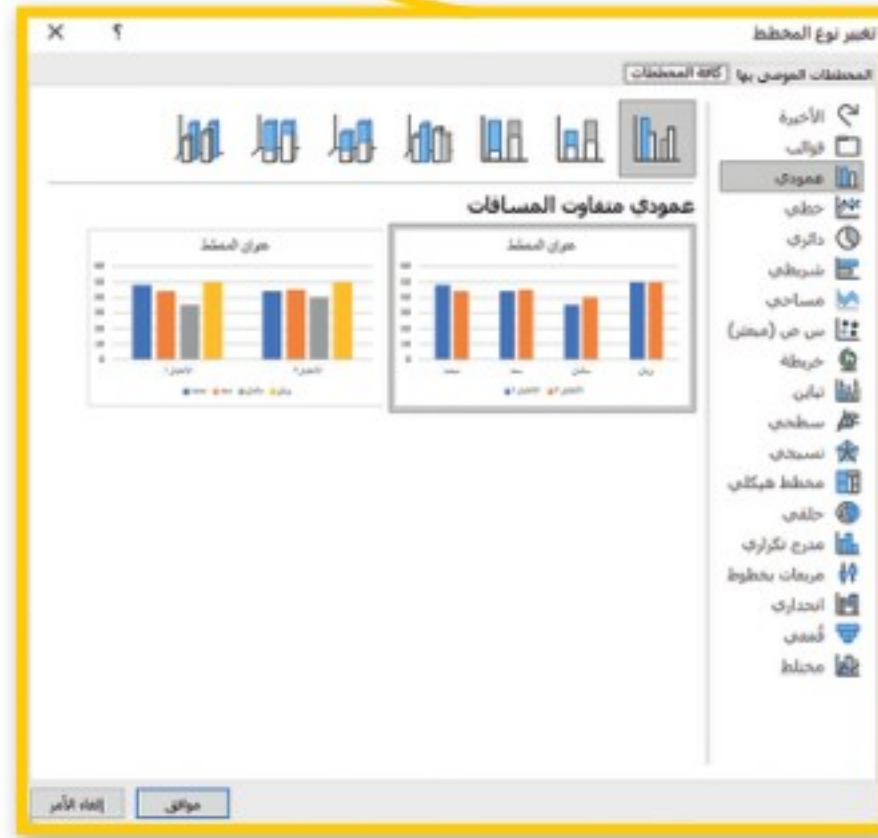 تغيير نوع المخطط ؟ ✕
المخططات الموصى بها كافة المخططات
الأخيرة
قوالب
عمودي
خطي
دائري
شريطي
مساحي
س ص (مبعثر)
خريطة
تباين
سطحي
نسيجي
مخطط هيكلي
حلقي
مدرج تكراري
مربعات بخطوط
انحداري
قُمعي
مختلط
عمودي متفاوت المسافات
عنوان المخطط
عنوان المخطط
موافق
إلغاء الأمر